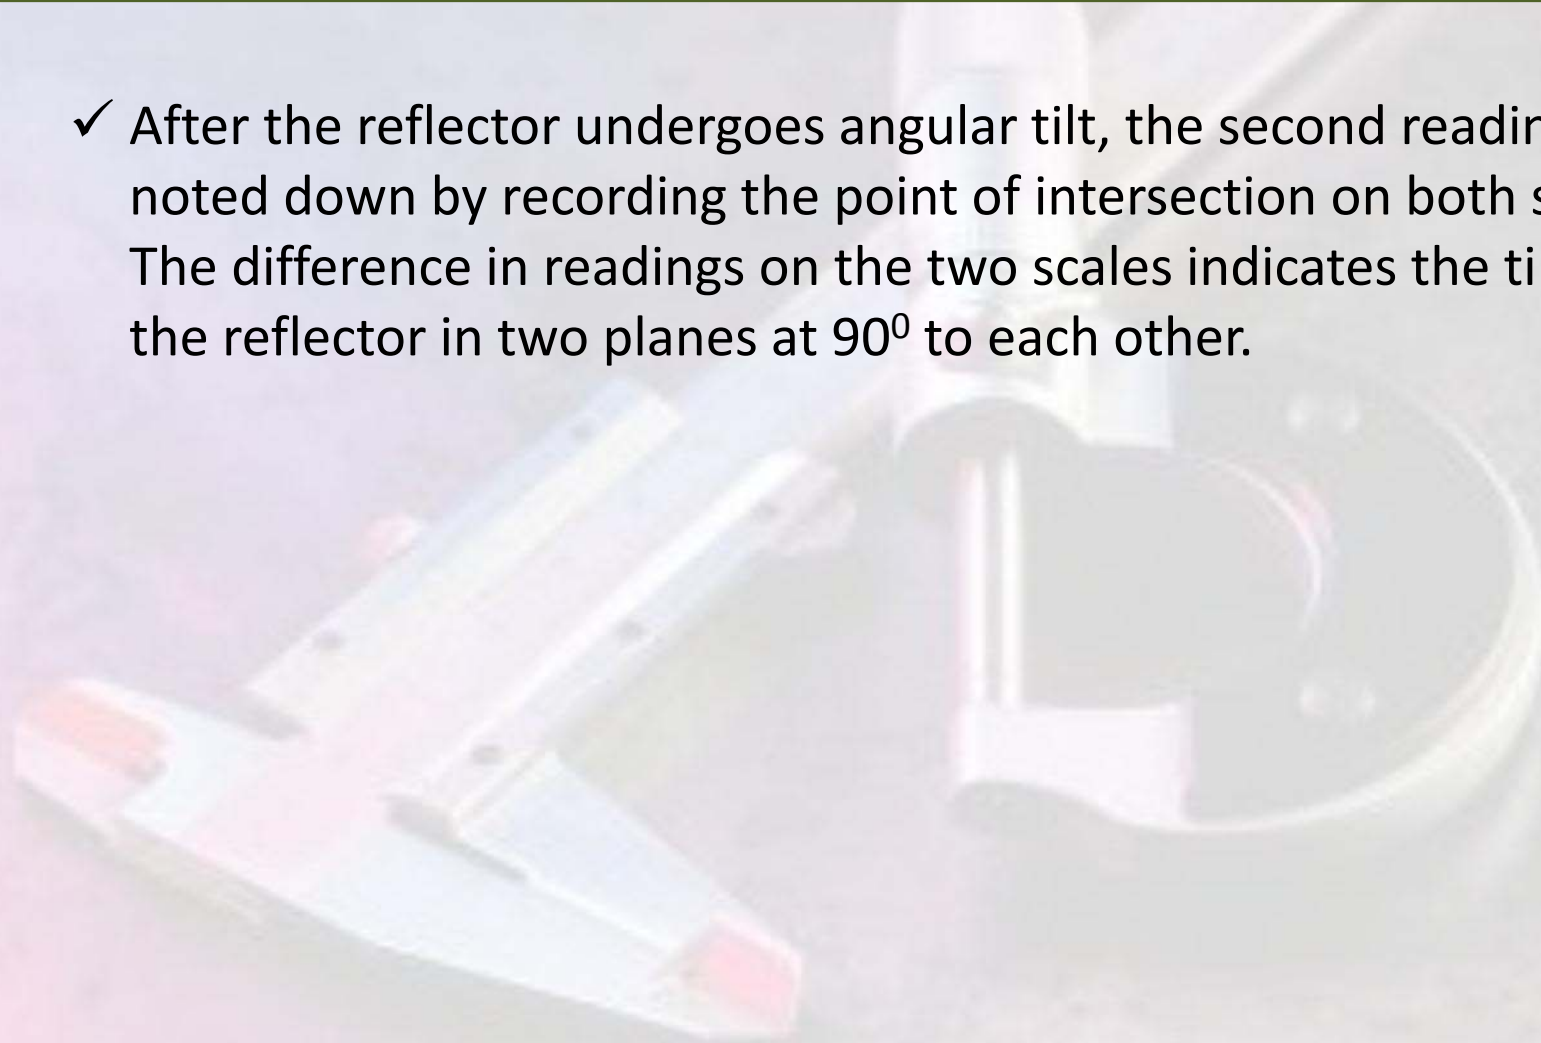 ✓ After the reflector undergoes angular tilt, the second
noted down by recording the point of intersection on both
The difference in readings on the two scales indicates the
the reflector in two planes at 90⁰ to each other.